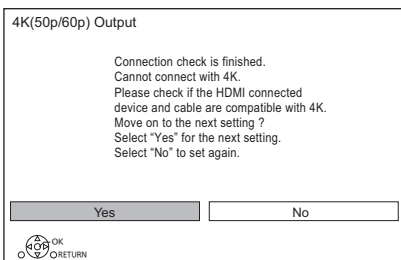 4K(50p/60p) Output
Connection check is finished.
Cannot connect with 4K.
Please check if the HDMI connected
device and cable are compatible with 4K.
Move on to the next setting ?
Select “Yes” for the next setting.
Select “No” to set again.
Yes
No
OK
RETURN